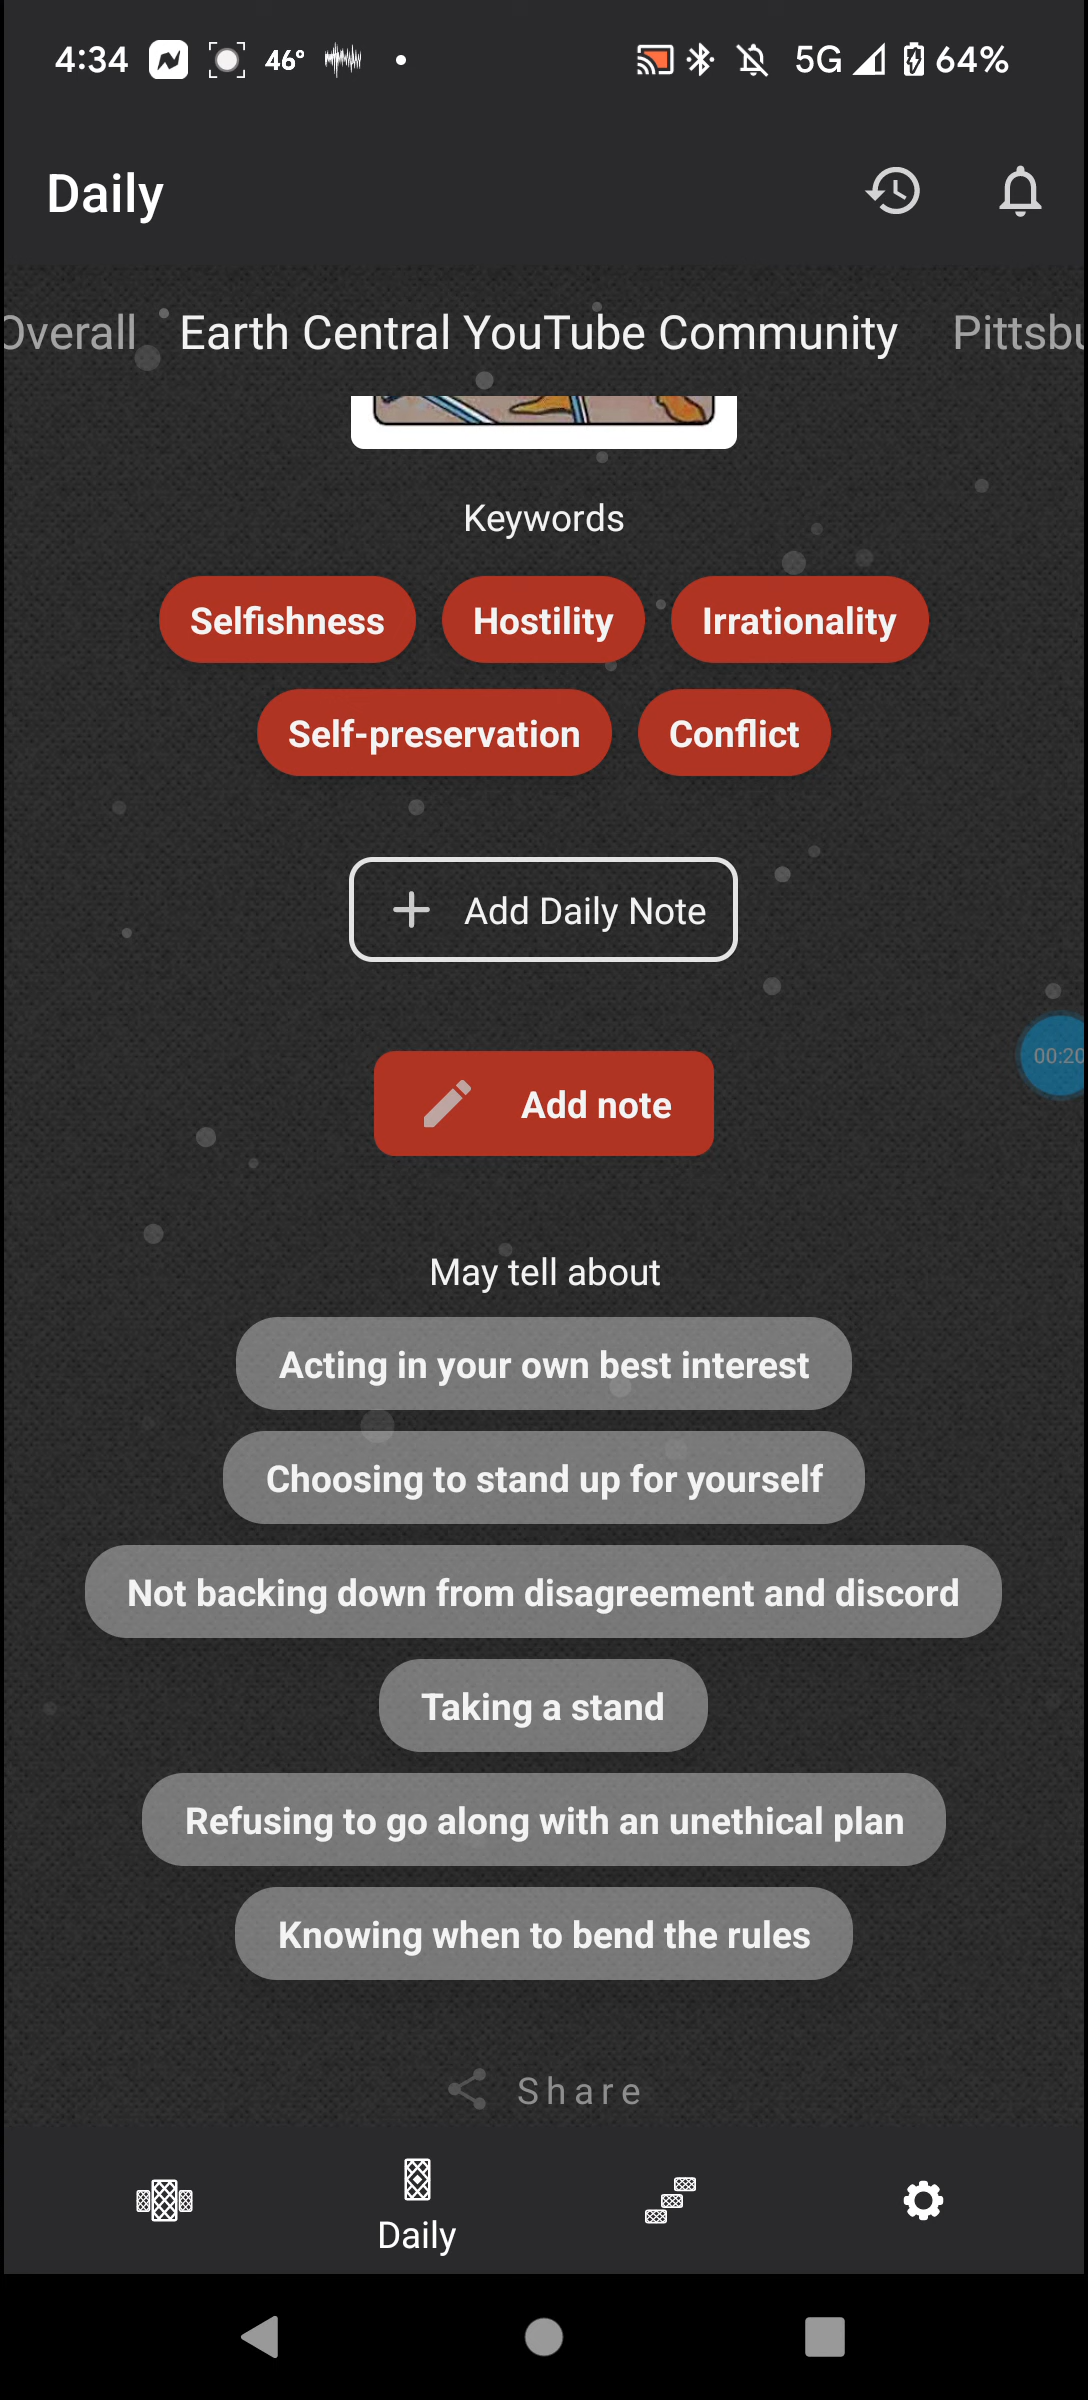 4:34 46° 5G 64%
Daily
Overall Earth Central YouTube Community Pittsbu
Keywords
Selfishness Hostility Irrationality
Self-preservation Conflict
Add Daily Note
00:20
Add note
May tell about
Acting in your own best interest
Choosing to stand up for yourself
Not backing down from disagreement and discord
Taking a stand
Refusing to go along with an unethical plan
Knowing when to bend the rules
Share
Daily